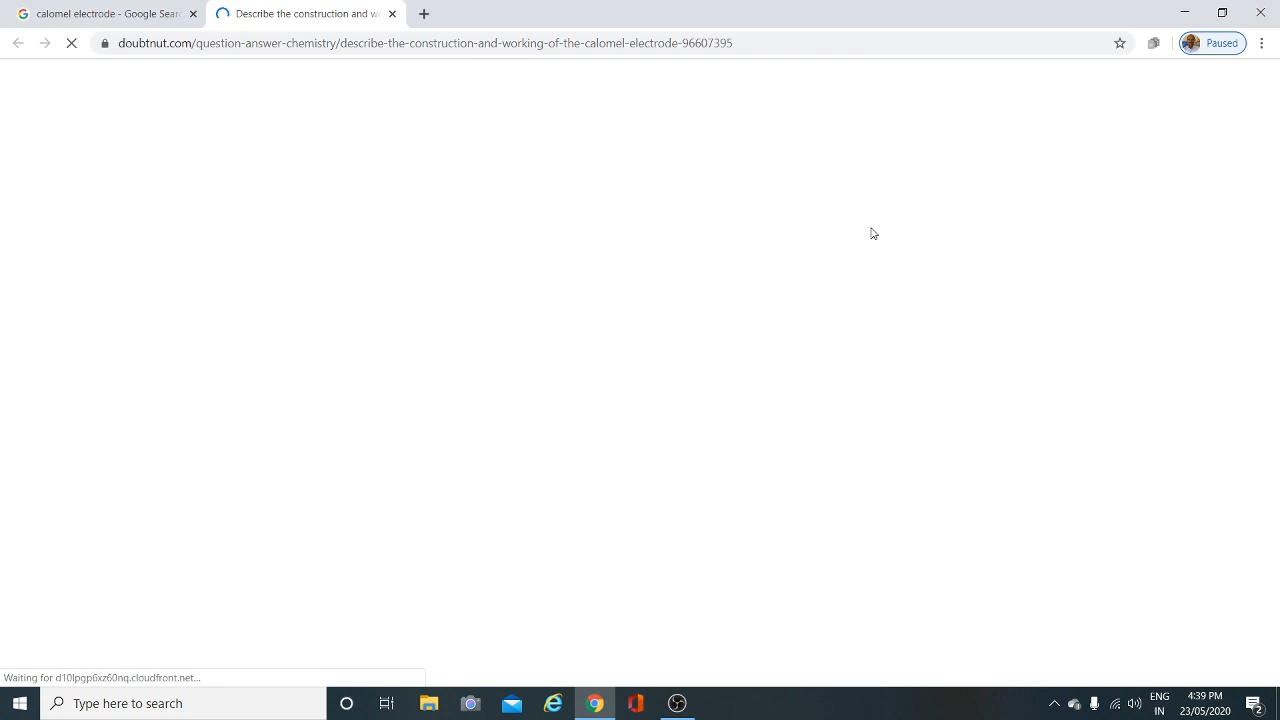 calomel electrode - Google Sear
Describe the construction and w
doubtnut.com/question-answer-chemistry/describe-the-construction-and-working-of-the-calomel-electrode-96607395
Paused
Waiting for d10lpgp6xz60nq.cloudfront.net...
Type here to search
ENG
IN
4:39 PM
23/05/2020
2